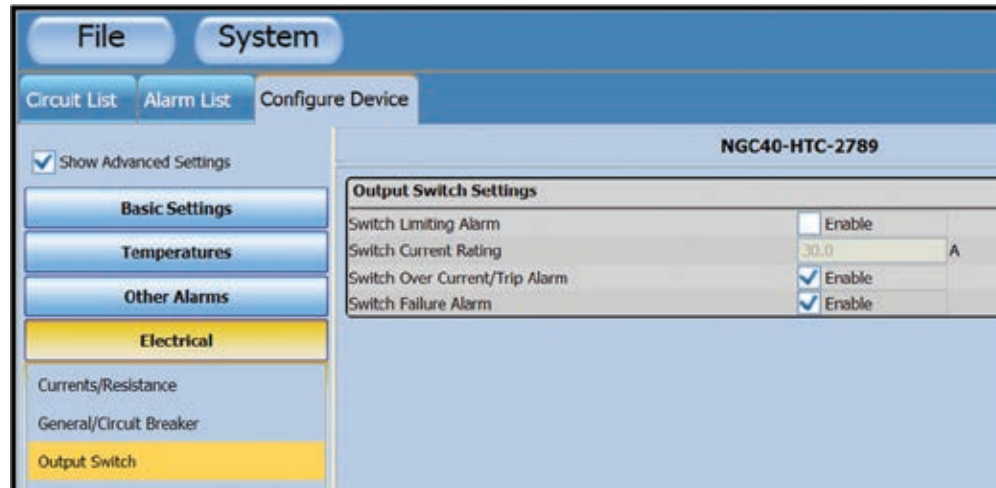 File System
Circuit List Alarm List Configure Device
Show Advanced Settings
Basic Settings
Temperatures
Other Alarms
Electrical
Currents/Resistance
General/Circuit Breaker
Output Switch
NGC40-HTC-2789
Output Switch Settings
Switch Limiting Alarm Enable
Switch Current Rating 30.0 A
Switch Over Current/Trip Alarm Enable
Switch Failure Alarm Enable